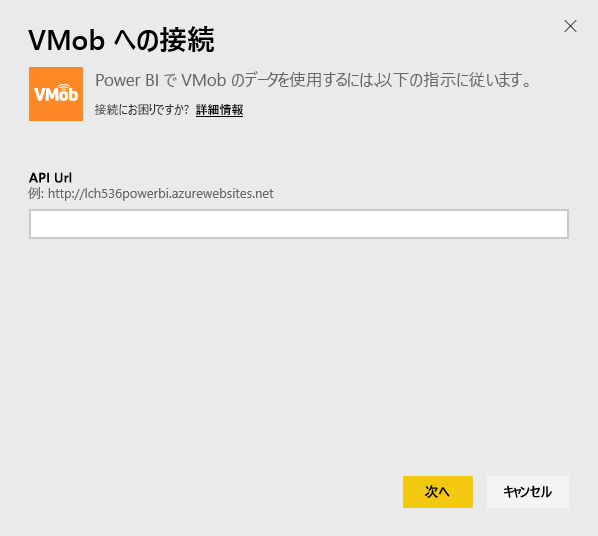 VMob への接続
VMob
Power BI で VMob のデータを使用するには、以下の指示に従います。
接続にお困りですか? 詳細情報
API Url
例: http://lch536powerbi.azurewebsites.net
次へ
キャンセル